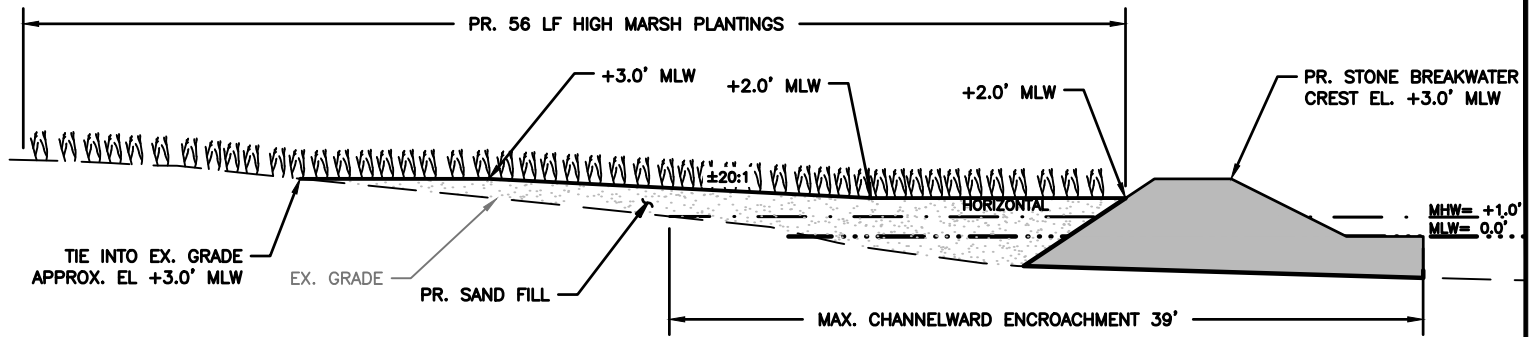 PR. 56 LF HIGH MARSH PLANTINGS
+3.0' MLW
+2.0' MLW
+2.0' MLW
PR. STONE BREAKWATER
CREST EL. +3.0' MLW
±20:1
HORIZONTAL
MHW= +1.0'
MLW= 0.0'
TIE INTO EX. GRADE
APPROX. EL +3.0' MLW
EX. GRADE
PR. SAND FILL
MAX. CHANNELWARD ENCROACHMENT 39'